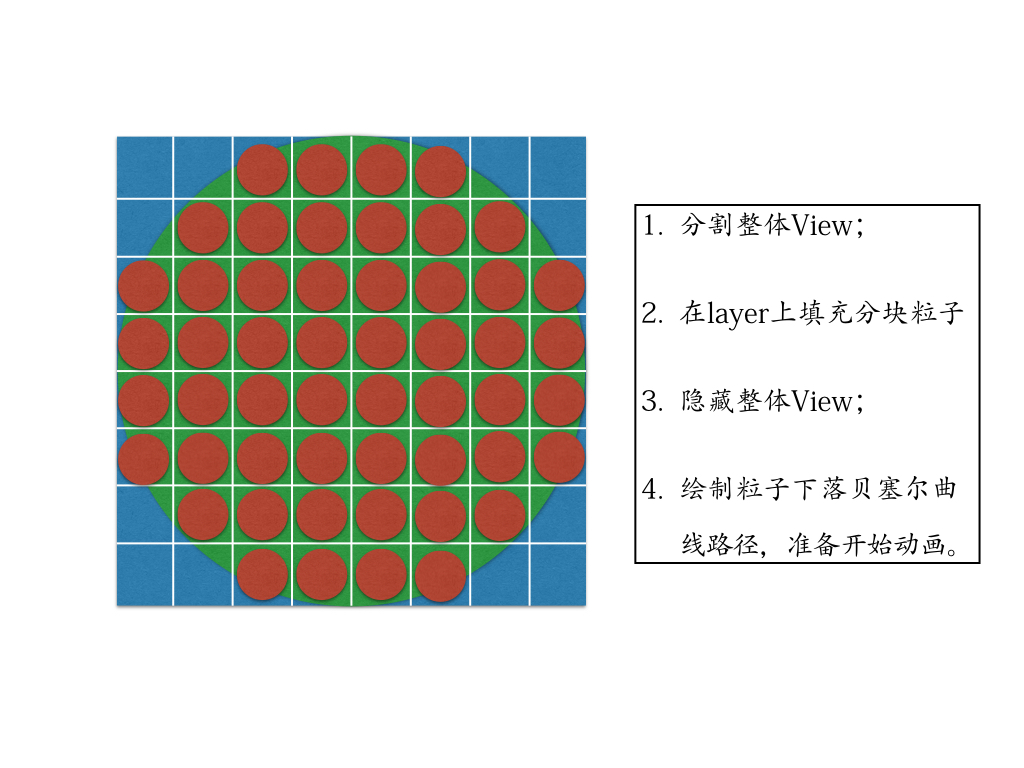 1. 分割整体View；
2. 在layer上填充分块粒子
3. 隐藏整体View；
4. 绘制粒子下落贝塞尔曲
线路径，准备开始动画。